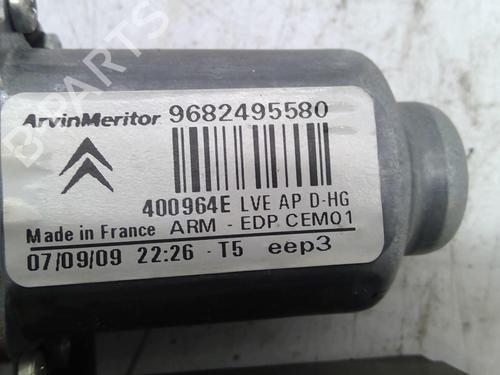 ArvinMeritor 9682495580
400964E LVE AP D-HG
Made in France ARM - EDP CEM01
07/09/09 22:26 - T5 eep3
B-PARTS